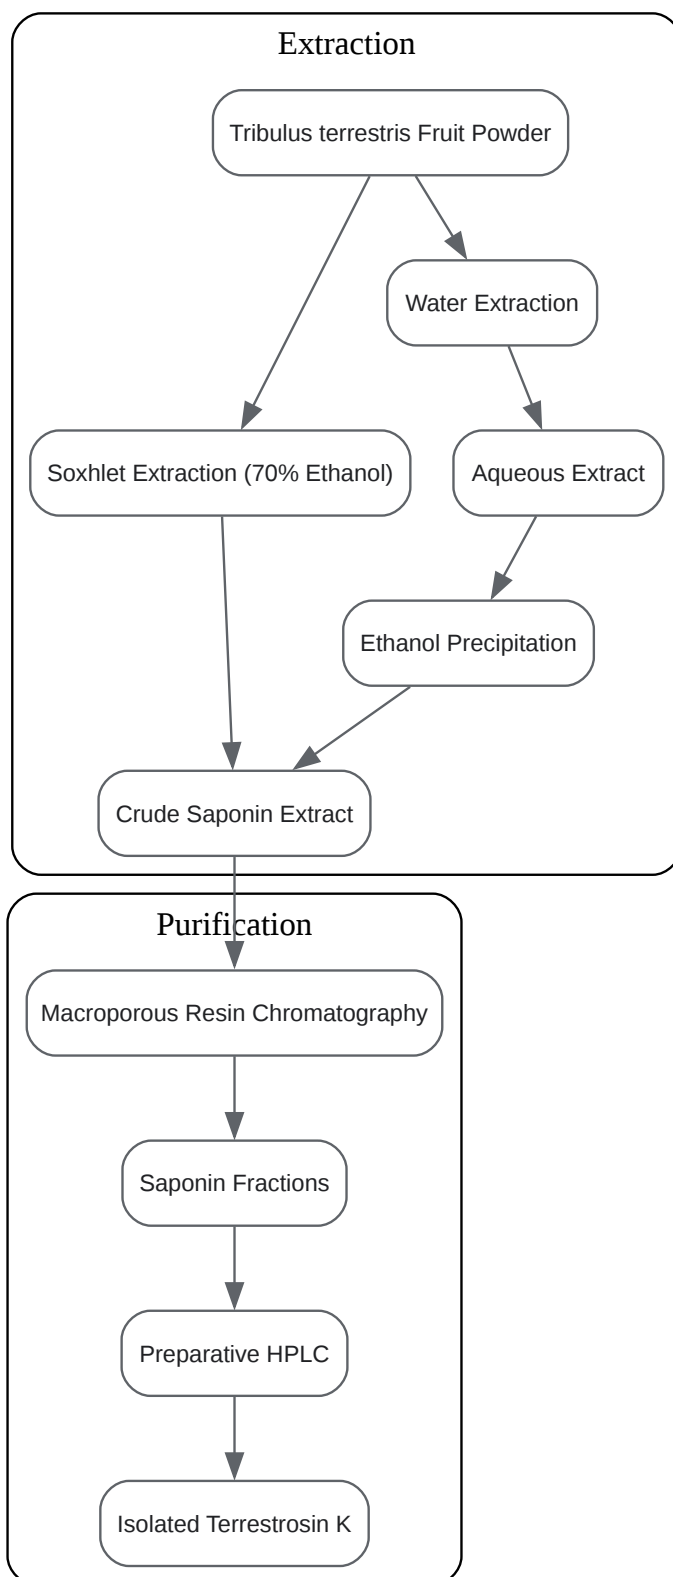 Extraction
Tribulus terrestris Fruit Powder
Water Extraction
Soxhlet Extraction (70% Ethanol)
Aqueous Extract
Ethanol Precipitation
Crude Saponin Extract
Purification
Macroporous Resin Chromatography
Saponin Fractions
Preparative HPLC
Isolated Terrestrosin K